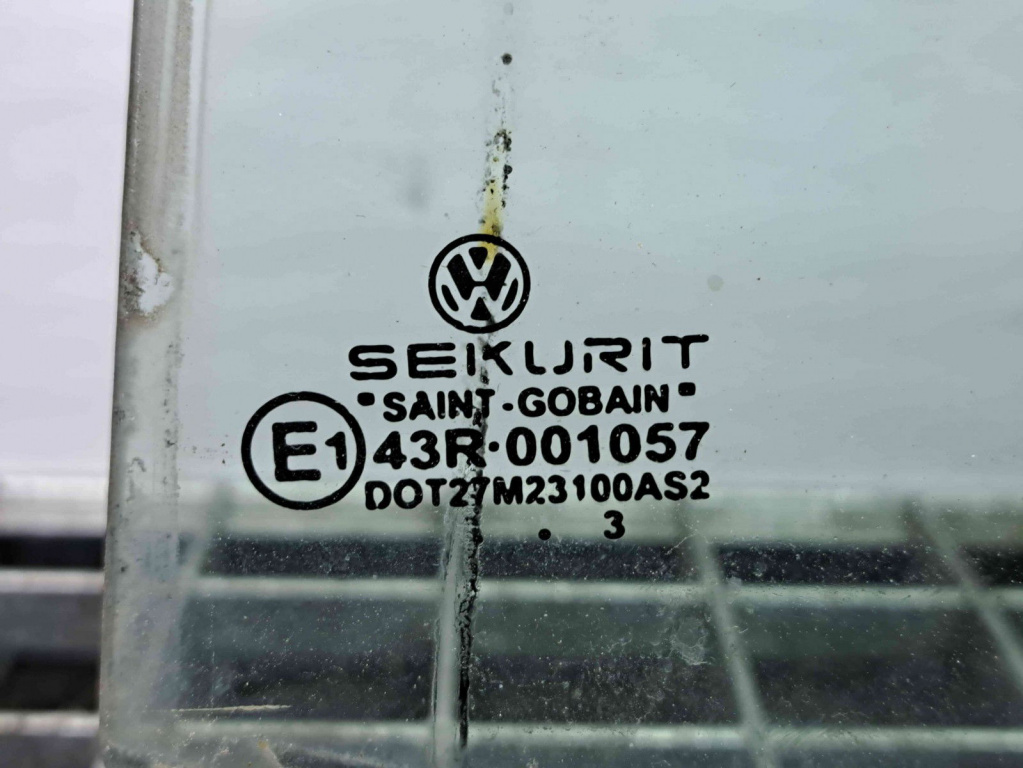 SEKURIT
"SAINT-GOBAIN"
E1 43R·001057
DOT27M23100AS2
. 3